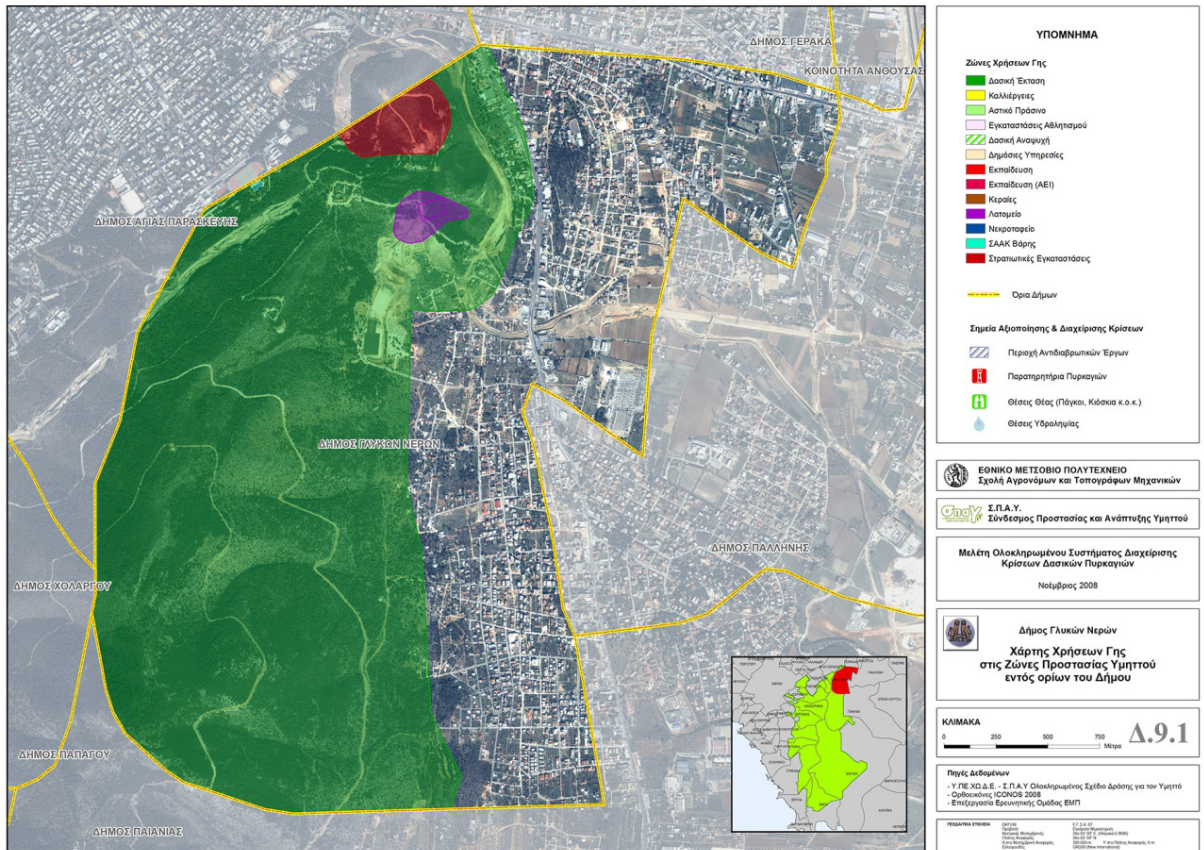 ΔΗΜΟΣ ΓΕΡΑΚΑ
ΚΟΙΝΟΤΗΤΑ ΑΝΘΟΥΣΑΣ
ΔΗΜΟΣ ΑΓΙΑΣ ΠΑΡΑΣΚΕΥΗΣ
ΔΗΜΟΣ ΓΛΥΚΩΝ ΝΕΡΩΝ
ΔΗΜΟΣ ΠΑΛΛΗΝΗΣ
ΔΗΜΟΣ ΧΟΛΑΡΓΟΥ
ΔΗΜΟΣ ΠΑΠΑΓΟΥ
ΔΗΜΟΣ ΠΑΙΑΝΙΑΣ
ΥΠΟΜΝΗΜΑ
Ζώνες Χρήσεων Γης
Δασική Έκταση
Καλλιέργειες
Αστικό Πράσινο
Εγκαταστάσεις Αθλητισμού
Δασική Αναψυχή
Δημόσιες Υπηρεσίες
Εκπαίδευση
Εκπαίδευση (ΑΕΙ)
Κεραίες
Λατομείο
Νεκροταφείο
ΣΑΑΚ Βάρης
Στρατιωτικές Εγκαταστάσεις
Όρια Δήμων
Σημεία Αξιοποίησης & Διαχείρισης Κρίσεων
Περιοχή Αντιδιαβρωτικών Έργων
Παρατηρητήρια Πυρκαγιών
Θέσεις Θέας (Πάγκοι, Κιόσκια κ.ο.κ.)
Θέσεις Υδροληψίας
ΕΘΝΙΚΟ ΜΕΤΣΟΒΙΟ ΠΟΛΥΤΕΧΝΕΙΟ
Σχολή Αγρονόμων και Τοπογράφων Μηχανικών
σπαυ
Σ.Π.Α.Υ.
Σύνδεσμος Προστασίας και Ανάπτυξης Υμηττού
Μελέτη Ολοκληρωμένου Συστήματος Διαχείρισης
Κρίσεων Δασικών Πυρκαγιών
Νοέμβριος 2008
Δήμος Γλυκών Νερών
Χάρτης Χρήσεων Γης
στις Ζώνες Προστασίας Υμηττού
εντός ορίων του Δήμου
ΚΛΙΜΑΚΑ
0 250 500 750
Μέτρα
Δ.9.1
Πηγές Δεδομένων
- Υ.ΠΕ.ΧΩ.Δ.Ε. - Σ.Π.Α.Υ Ολοκληρωμένο Σχέδιο Δράσης για τον Υμηττό
- Ορθοεικόνες ICONOS 2008
- Επεξεργασία Ερευνητικής Ομάδας ΕΜΠ